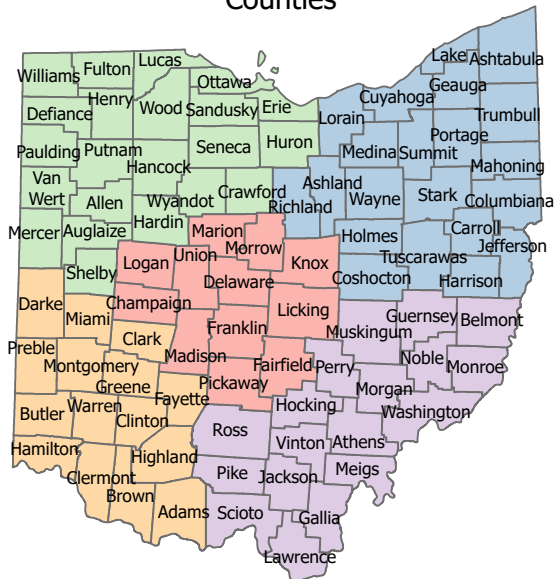 Counties
Lake
Ashtabula
Lucas
Williams
Fulton
Ottawa
Geauga
Cuyahoga
Henry
Wood
Sandusky
Erie
Lorain
Defiance
Trumbull
Portage
Paulding
Putnam
Seneca
Huron
Medina
Summit
Hancock
Mahoning
Van
Wert
Allen
Wyandot
Crawford
Ashland
Richland
Wayne
Stark
Columbiana
Hardin
Mercer
Auglaize
Marion
Morrow
Holmes
Carroll
Jefferson
Tuscarawas
Logan
Union
Knox
Shelby
Delaware
Coshocton
Harrison
Darke
Champaign
Licking
Miami
Guernsey
Belmont
Clark
Franklin
Muskingum
Preble
Madison
Noble
Montgomery
Fairfield
Perry
Monroe
Greene
Pickaway
Morgan
Fayette
Butler
Warren
Hocking
Washington
Clinton
Ross
Vinton
Athens
Hamilton
Highland
Meigs
Pike
Jackson
Clermont
Brown
Adams
Scioto
Gallia
Lawrence